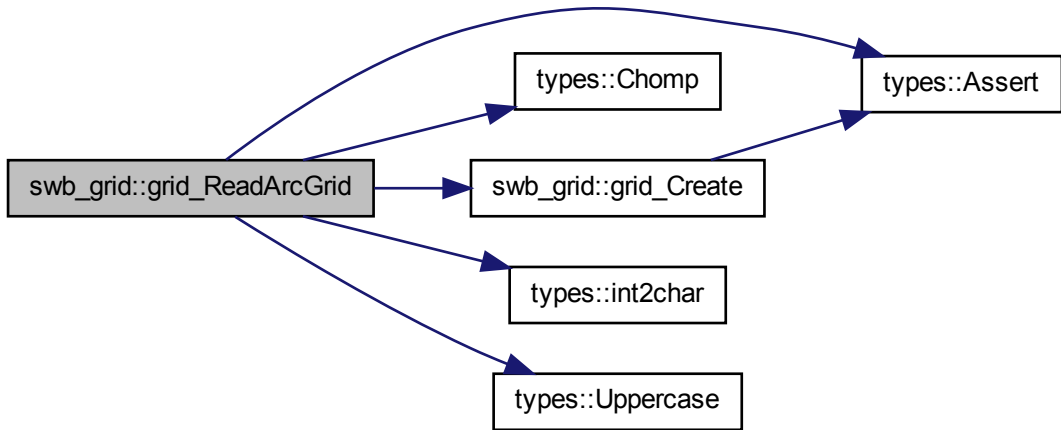 types::Chomp
types::Assert
swb_grid::grid_ReadArcGrid
swb_grid::grid_Create
types::int2char
types::Uppercase